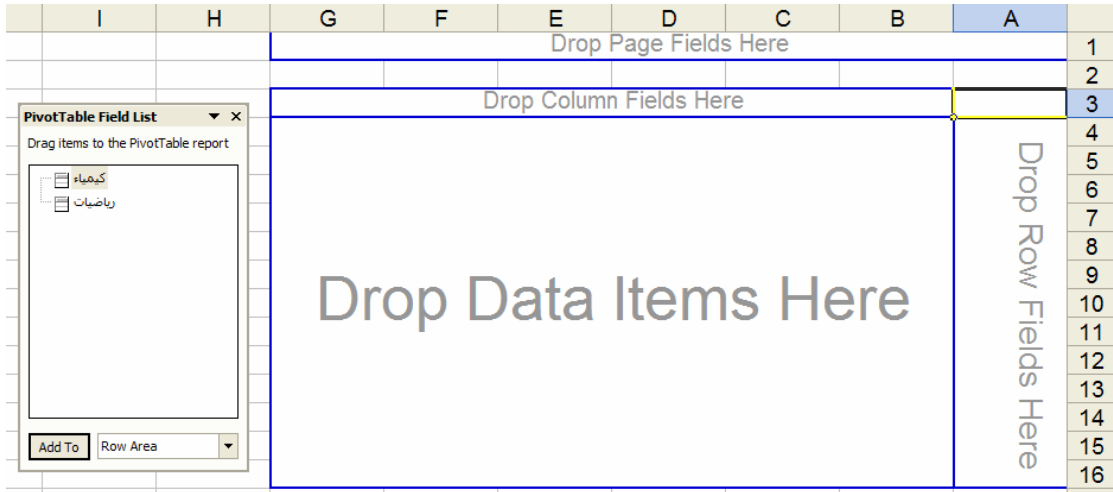 I H G F E D C B A
Drop Page Fields Here
1
2
Drop Column Fields Here
3
PivotTable Field List
Drag items to the PivotTable report
كيمياء
رياضيات
Add To Row Area
Drop Data Items Here
Drop Row Fields Here
4
5
6
7
8
9
10
11
12
13
14
15
16